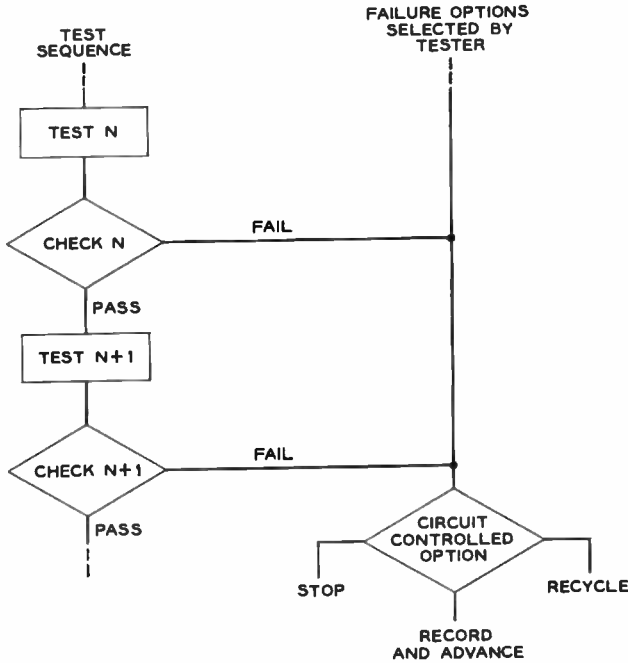 TEST
SEQUENCE
FAILURE OPTIONS
SELECTED BY
TESTER
TEST N
CHECK N
FAIL
PASS
TEST N+1
CHECK N+1
FAIL
PASS
CIRCUIT
CONTROLLED
OPTION
STOP
RECYCLE
RECORD
AND ADVANCE